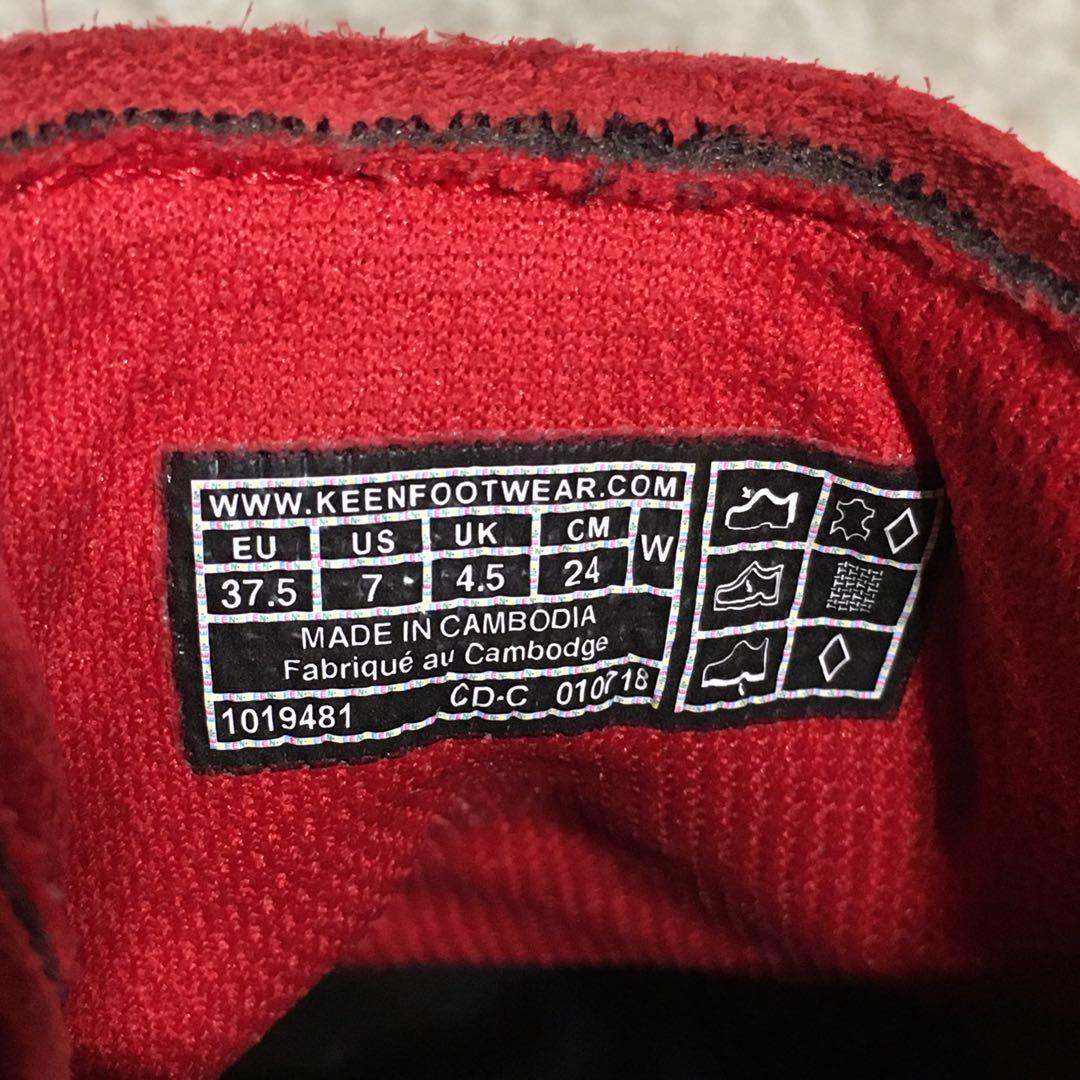 WWW.KEENFOOTWEAR.COM
EU US UK CM W
37.5 7 4.5 24
MADE IN CAMBODIA
Fabriqué au Cambodge
1019481 CD-C 010718